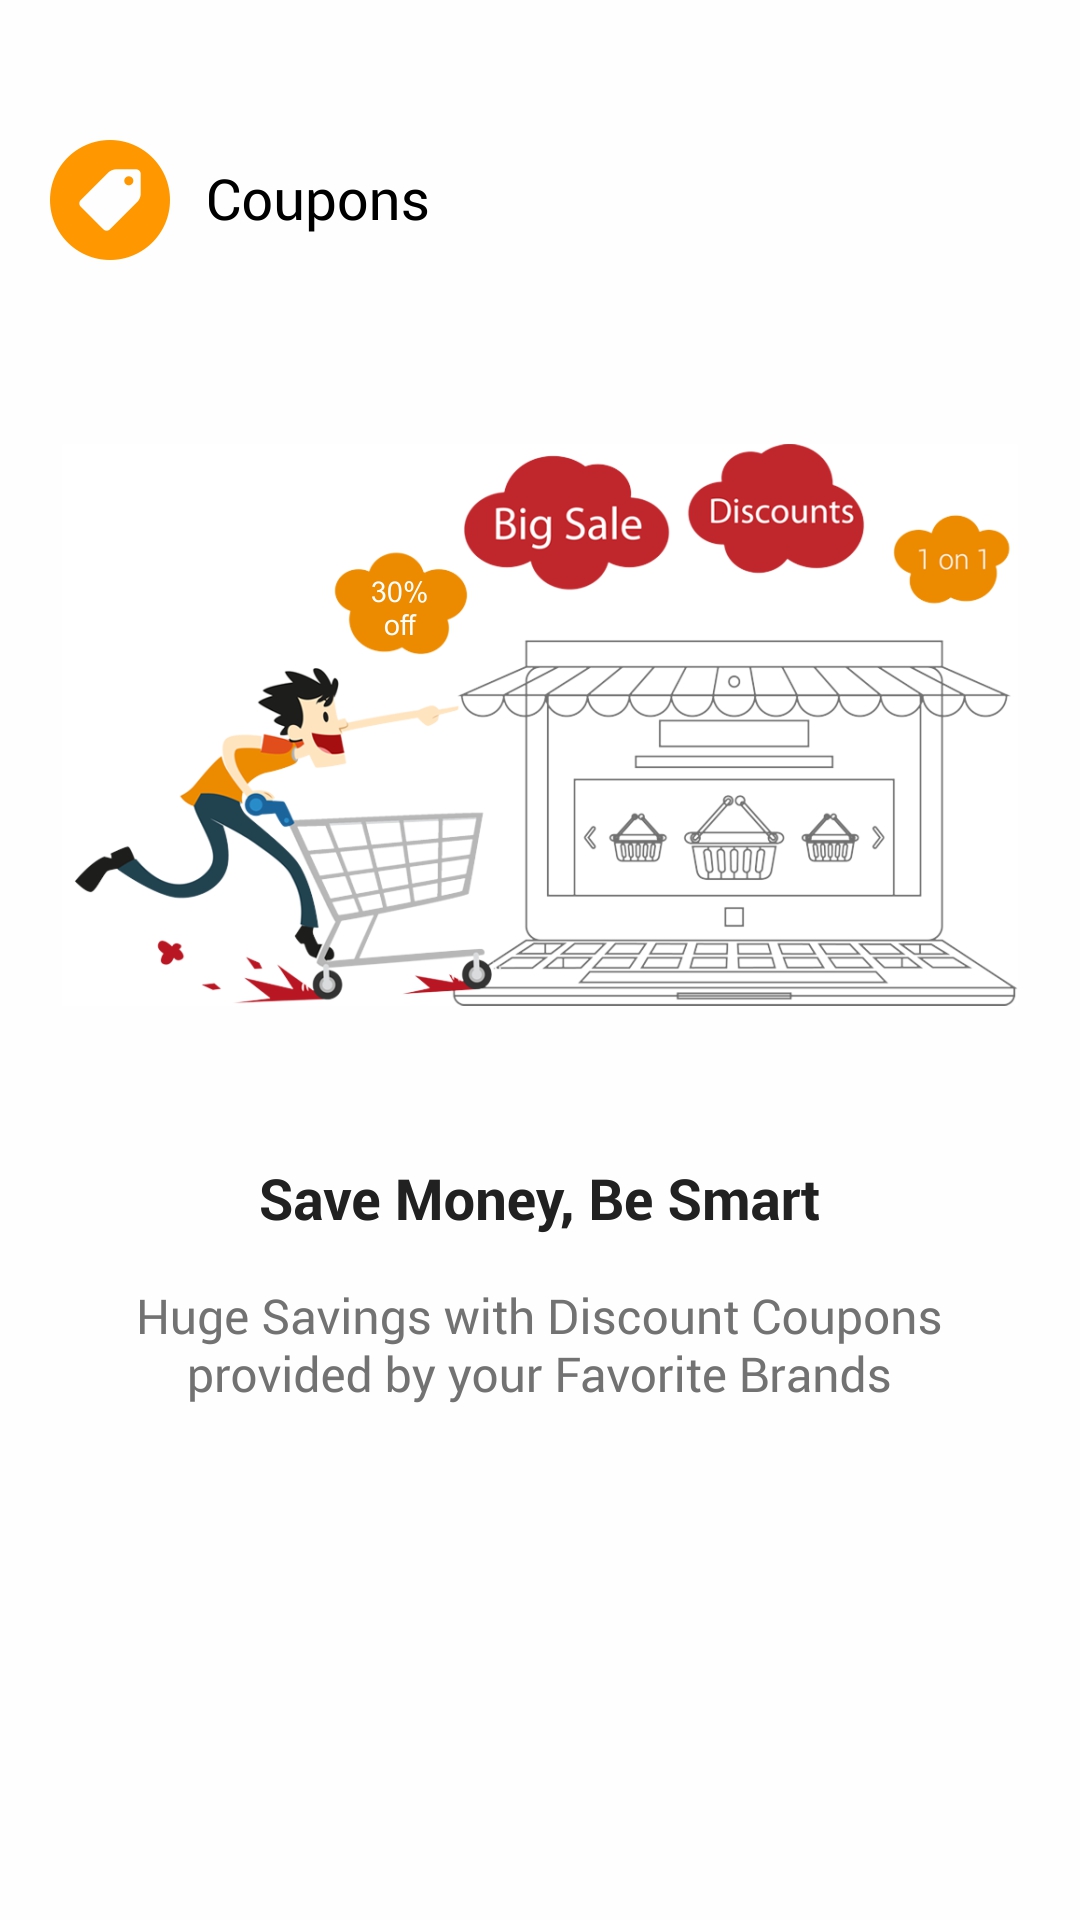 Coupons
Big Sale
Discounts
1 on 1
30%
off
Save Money, Be Smart
Huge Savings with Discount Coupons
provided by your Favorite Brands